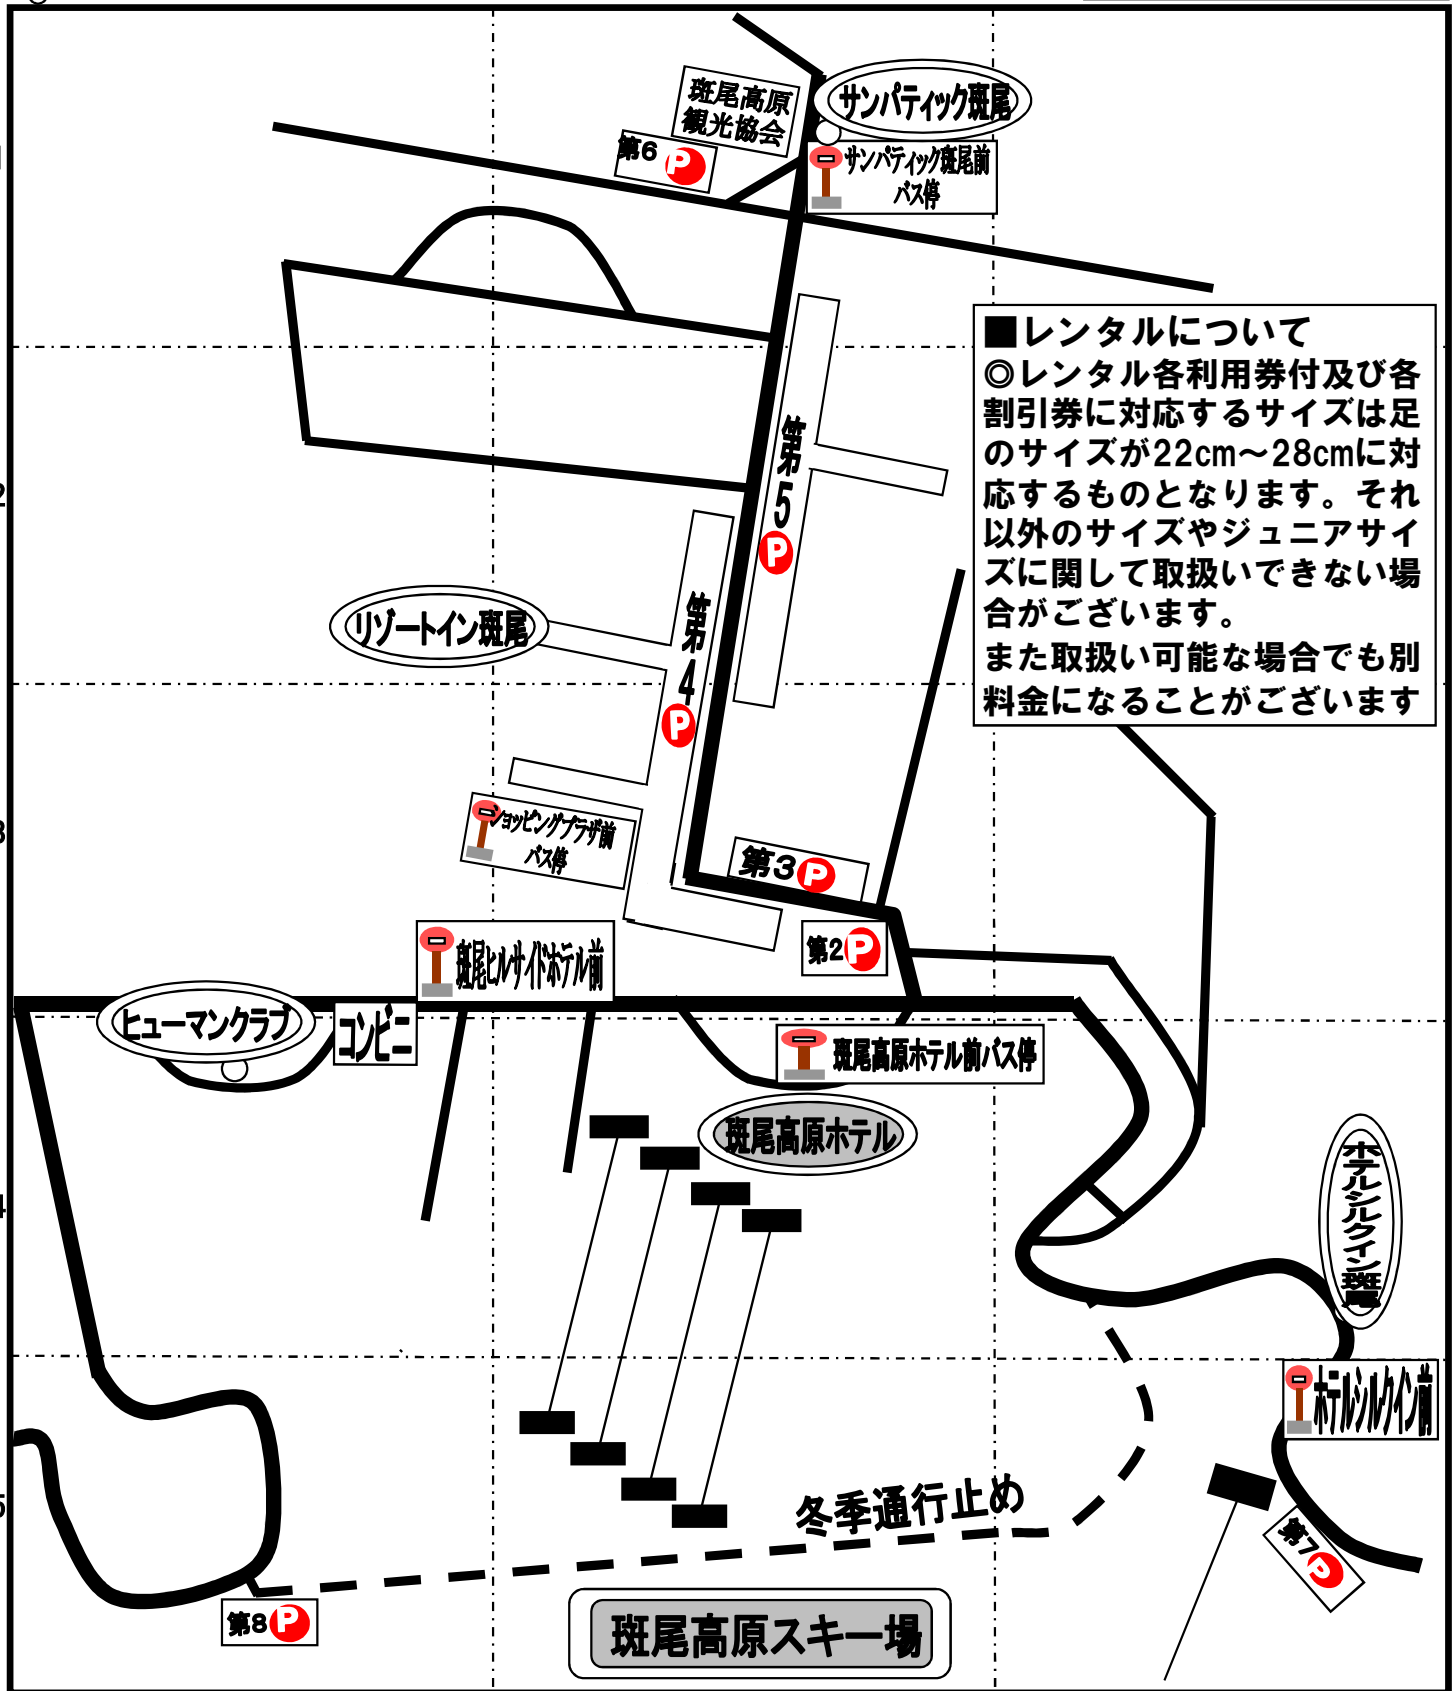 斑尾高原
観光協会
サンパティック斑尾
第6 P
サンパティック斑尾前
バス停
■レンタルについて
◎レンタル各利用券付及び各
割引券に対応するサイズは足
のサイズが22cm～28cmに対
応するものとなります。それ
以外のサイズやジュニアサイ
ズに関して取扱いできない場
合がございます。
また取扱い可能な場合でも別
料金になることがございます
第5
P
リゾートイン斑尾
第4
P
ショッピングプラザ前
バス停
第3 P
第2 P
斑尾ヒルサイドホテル前
ヒューマンクラブ
コンビニ
斑尾高原ホテル前バス停
斑尾高原ホテル
ホテルシルクイン斑尾
ホテルシルクイン前
冬季通行止め
第7 P
第8 P
斑尾高原スキー場